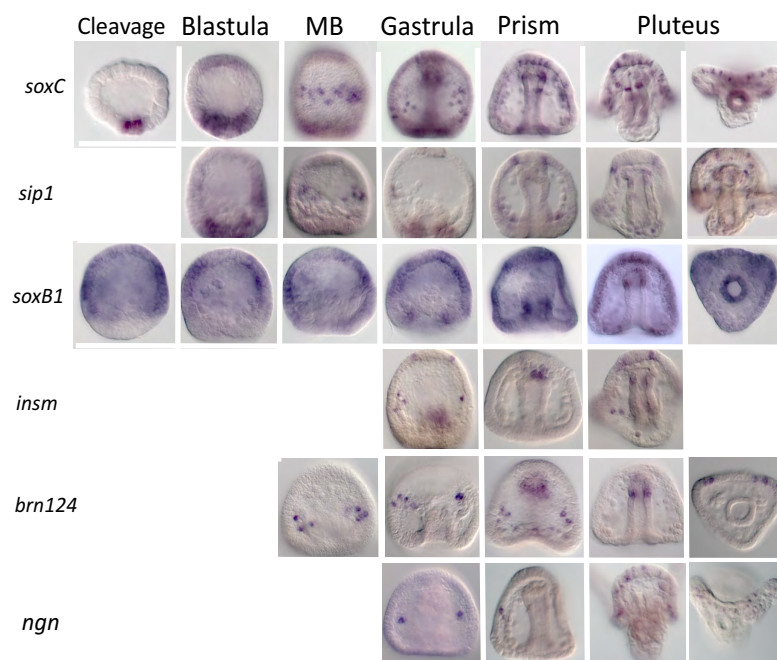 Cleavage Blastula MB Gastrula Prism Pluteus
soxC
sip1
soxB1
insm
brn124
ngn